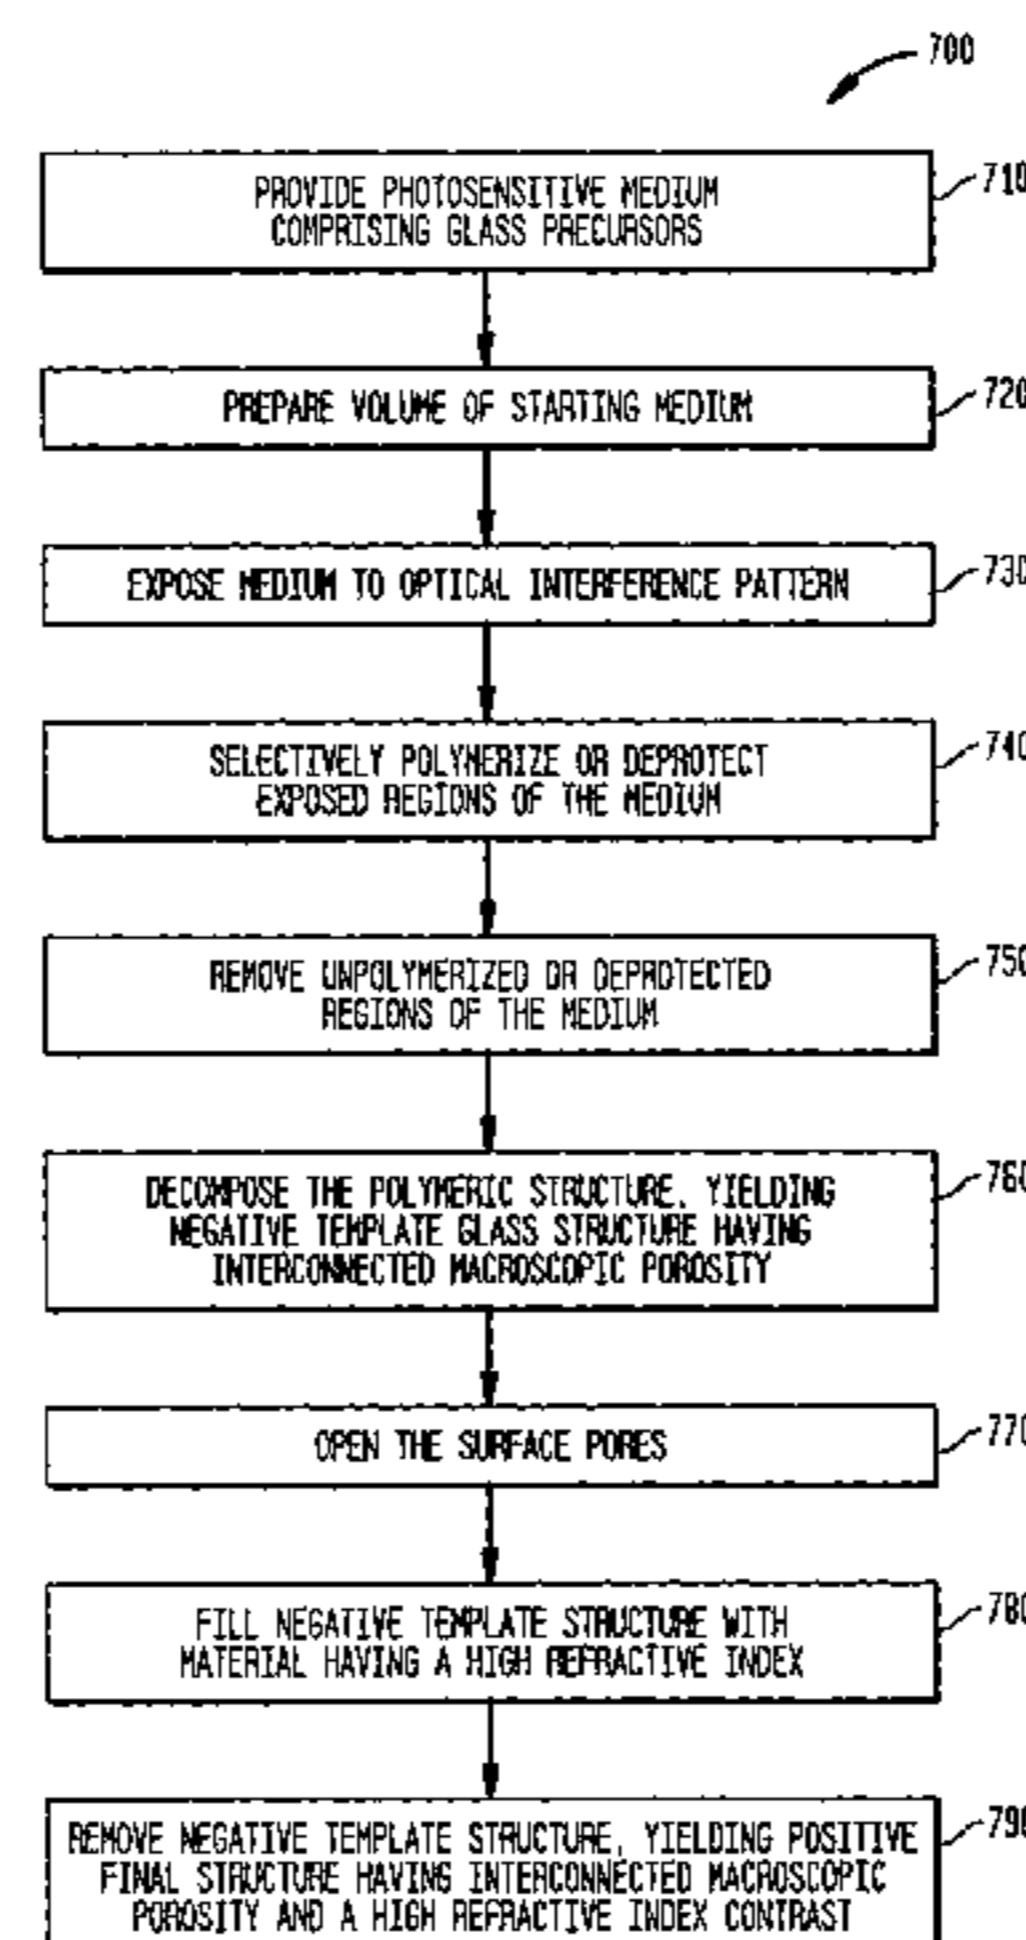 700
PROVIDE PHOTOSENSITIVE MEDIUM
COMPRISING GLASS PRECURSORS
710
PREPARE VOLUME OF STARTING MEDIUM
720
EXPOSE MEDIUM TO OPTICAL INTERFERENCE PATTERN
730
SELECTIVELY POLYMERIZE OR DEPROTECT
EXPOSED REGIONS OF THE MEDIUM
740
REMOVE UNPOLYMERIZED OR DEPROTECTED
REGIONS OF THE MEDIUM
750
DECOMPOSE THE POLYMERIC STRUCTURE, YIELDING
NEGATIVE TEMPLATE GLASS STRUCTURE HAVING
INTERCONNECTED MACROSCOPIC POROSITY
760
OPEN THE SURFACE PORES
770
FILL NEGATIVE TEMPLATE STRUCTURE WITH
MATERIAL HAVING A HIGH REFRACTIVE INDEX
780
REMOVE NEGATIVE TEMPLATE STRUCTURE, YIELDING POSITIVE
FINAL STRUCTURE HAVING INTERCONNECTED MACROSCOPIC
POROSITY AND A HIGH REFRACTIVE INDEX CONTRAST
790